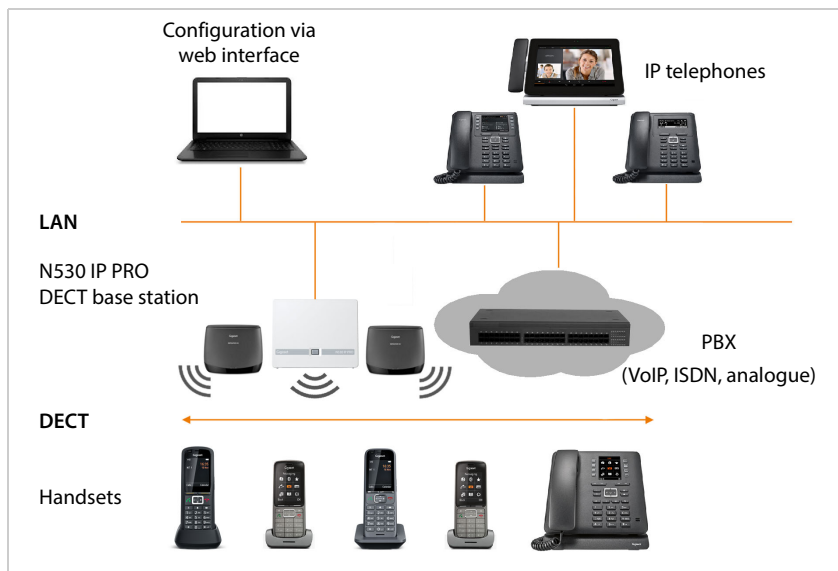 Configuration via
web interface
IP telephones
LAN
N530 IP PRO
DECT base station
PBX
(VoIP, ISDN, analogue)
DECT
Handsets